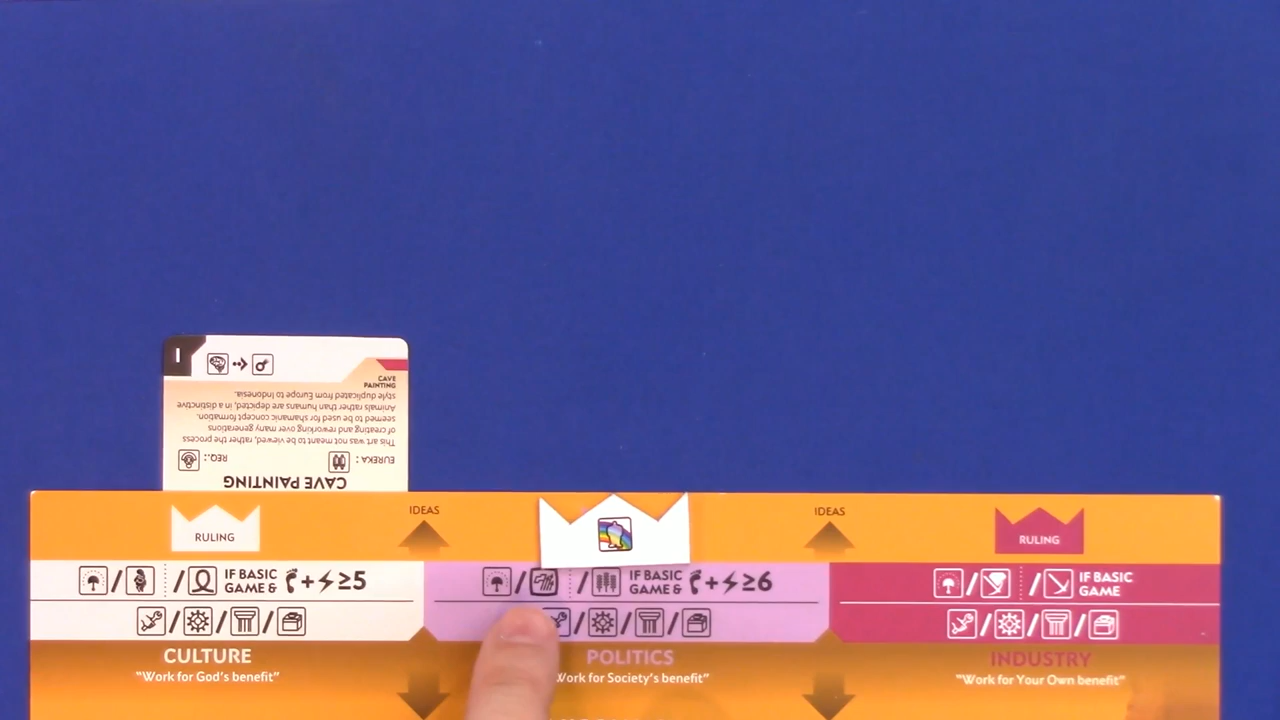 I
CAVE
PAINTING
This art was not meant to be viewed, rather the process
of creating and reworking over many generations
seemed to be used for shamanic concept formation.
Animals rather than humans are depicted, in a distinctive
style duplicated from Europe to Indonesia.
EUREKA: REQ.:
CAVE PAINTING
RULING
IDEAS
IDEAS
RULING
/ / IF BASIC GAME & + ≥5
/ / /
CULTURE
"Work for God's benefit"
/ / IF BASIC GAME & + ≥6
/ / /
POLITICS
Work for Society's benefit"
/ / IF BASIC GAME
/ / /
INDUSTRY
"Work for Your Own benefit"